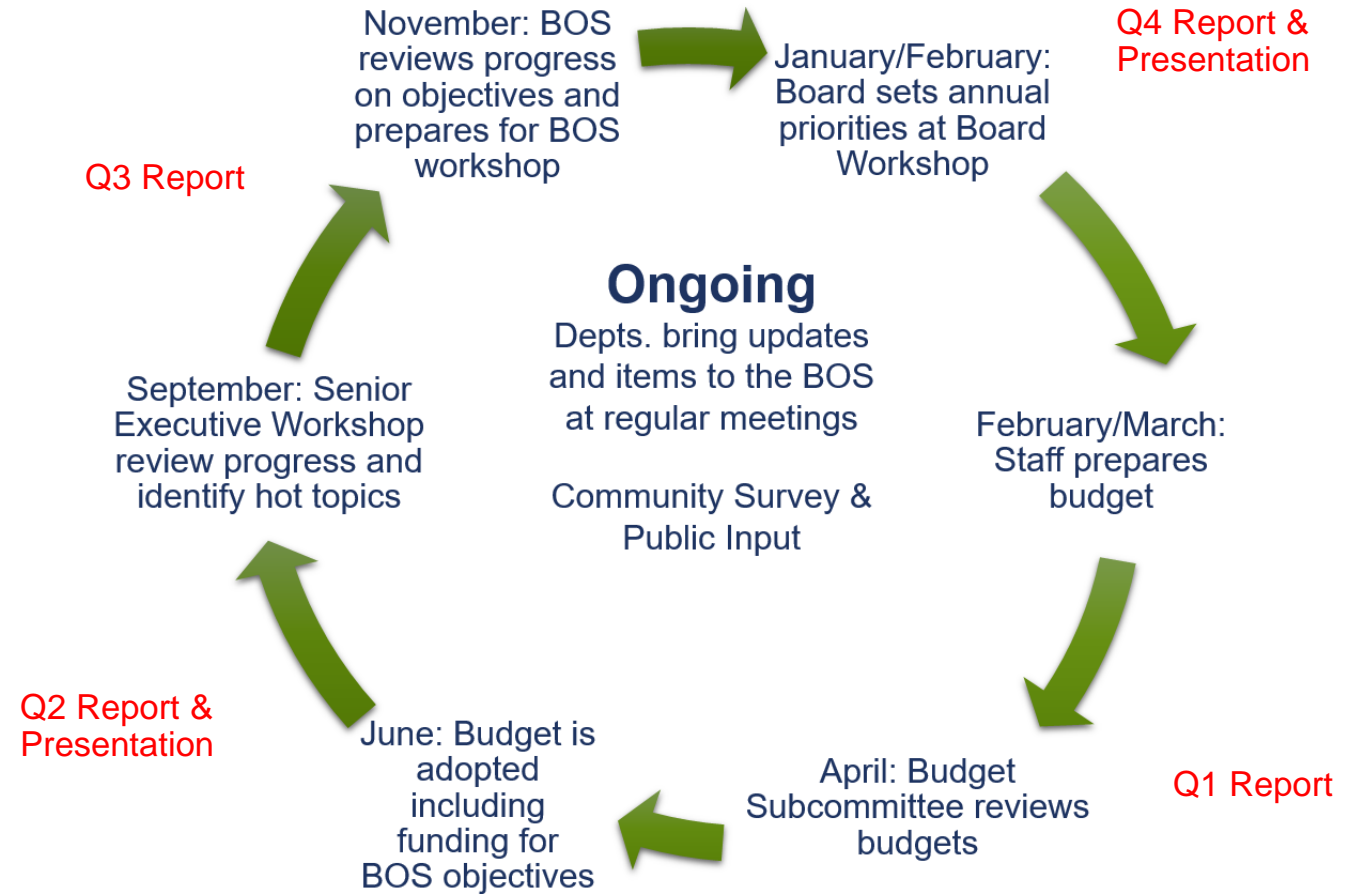 November: BOS
reviews progress
on objectives and
prepares for BOS
workshop
January/February:
Board sets annual
priorities at Board
Workshop
Q4 Report &
Presentation
February/March:
Staff prepares
budget
Q1 Report
April: Budget
Subcommittee reviews
budgets
June: Budget is
adopted
including
funding for
BOS objectives
Q2 Report &
Presentation
September: Senior
Executive Workshop
review progress and
identify hot topics
Q3 Report
Ongoing
Depts. bring updates
and items to the BOS
at regular meetings
Community Survey &
Public Input